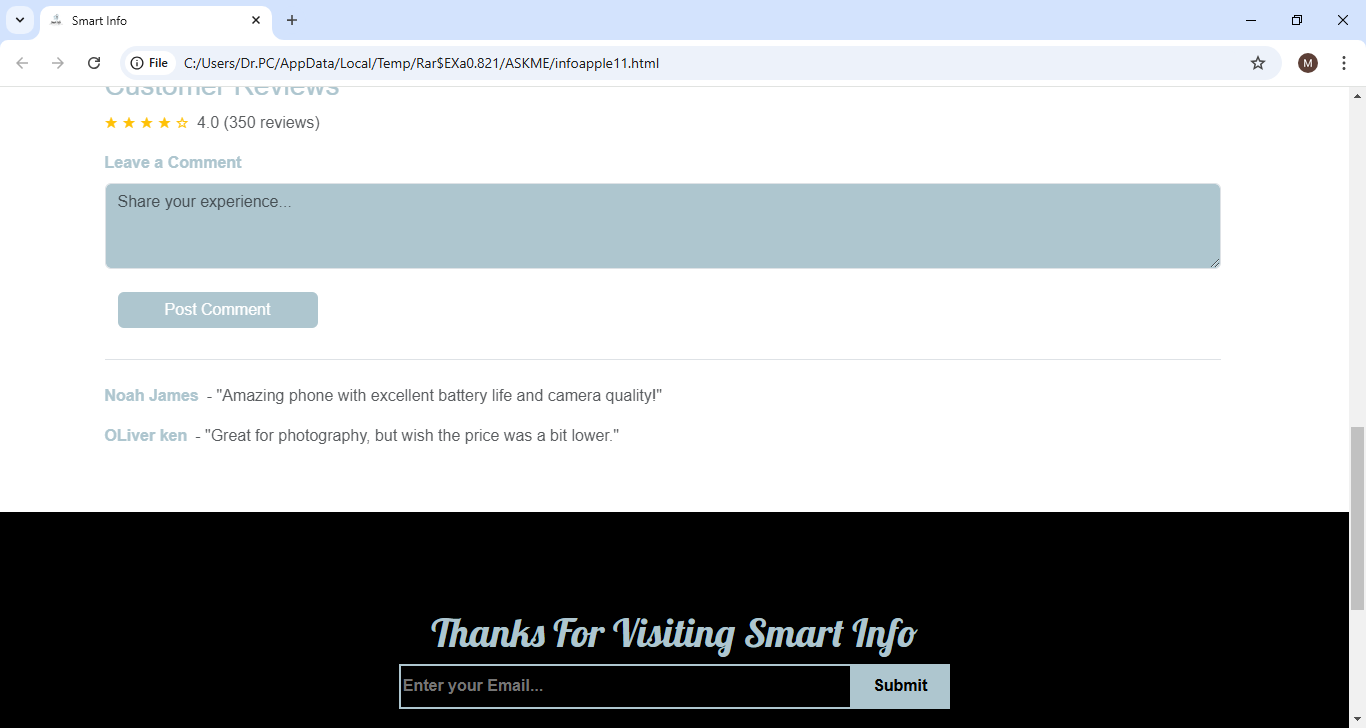 Smart Info
File C:/Users/Dr.PC/AppData/Local/Temp/Rar$EXa0.821/ASKME/infoapple11.html
M
Customer Reviews
★ ★ ★ ★ ☆ 4.0 (350 reviews)
Leave a Comment
Share your experience...
Post Comment
Noah James - "Amazing phone with excellent battery life and camera quality!"
OLiver ken - "Great for photography, but wish the price was a bit lower."
Thanks For Visiting Smart Info
Enter your Email... Submit